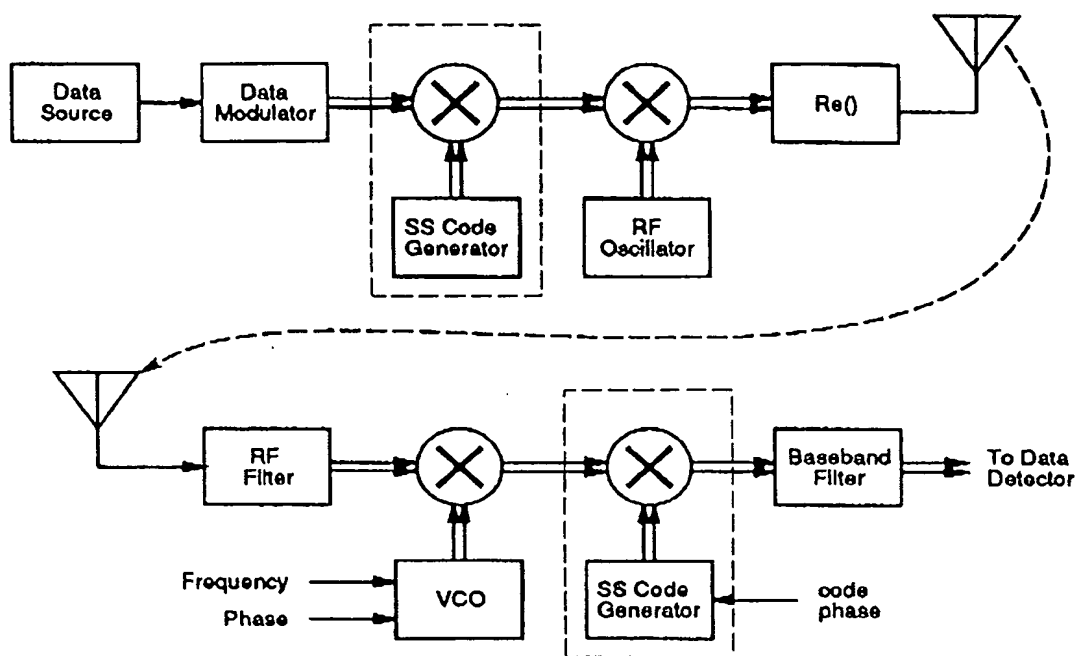 Data
Source
Data
Modulator
Re()
SS Code
Generator
RF
Oscillator
RF
Filter
Baseband
Filter
To Data
Detector
Frequency
Phase
VCO
SS Code
Generator
code
phase